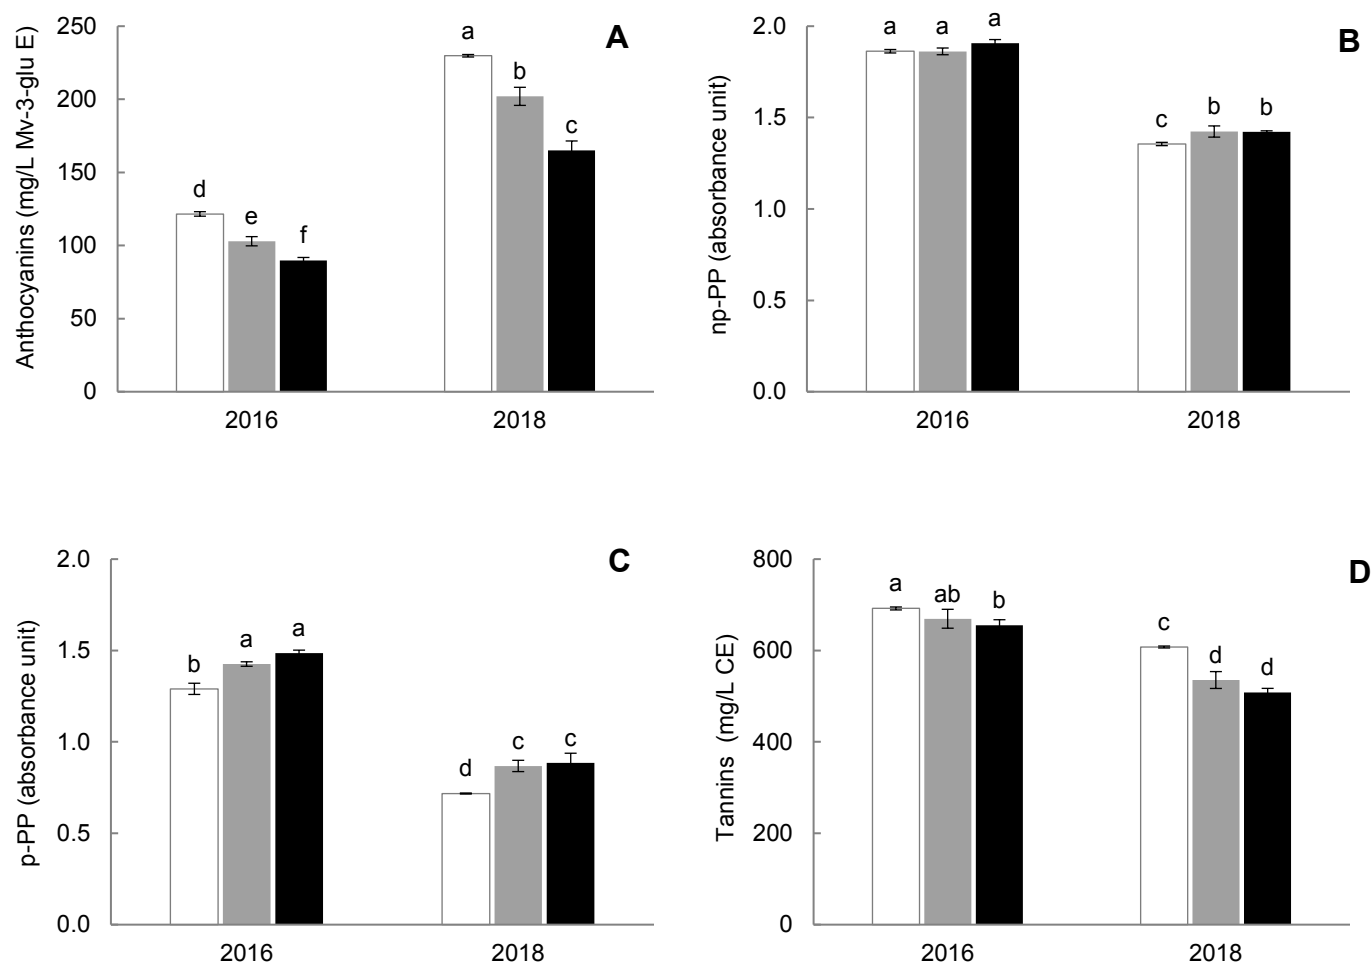 A
Anthocyanins (mg/L Mv-3-glu E)
250
200
150
100
50
0
d
e
f
a
b
c
2016
2018
B
np-PP (absorbance unit)
2.0
1.5
1.0
0.5
0.0
a
a
a
c
b
b
2016
2018
C
p-PP (absorbance unit)
2.0
1.5
1.0
0.5
0.0
b
a
a
d
c
c
2016
2018
D
Tannins (mg/L CE)
800
600
400
200
0
a
ab
b
c
d
d
2016
2018